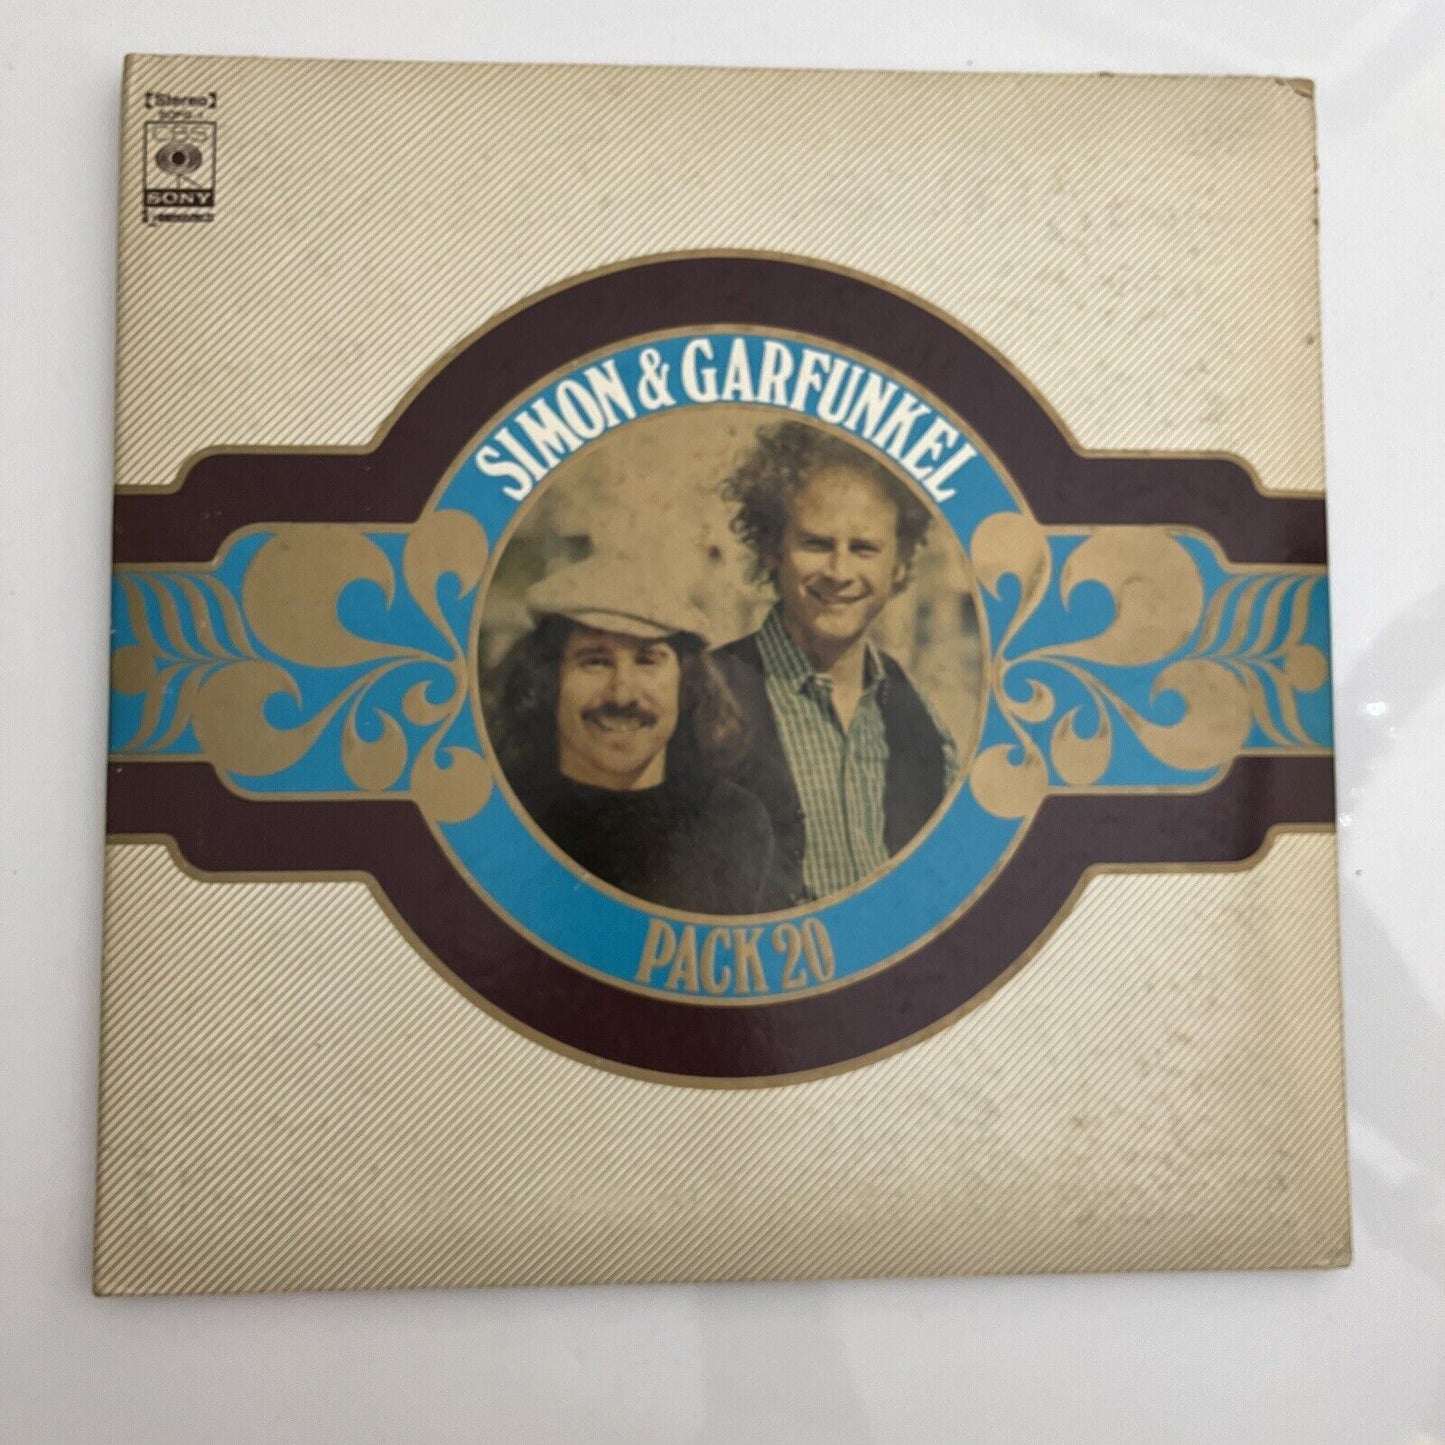 [Stereo]
CBS
SONY
SIMON & GARFUNKEL
PACK 20